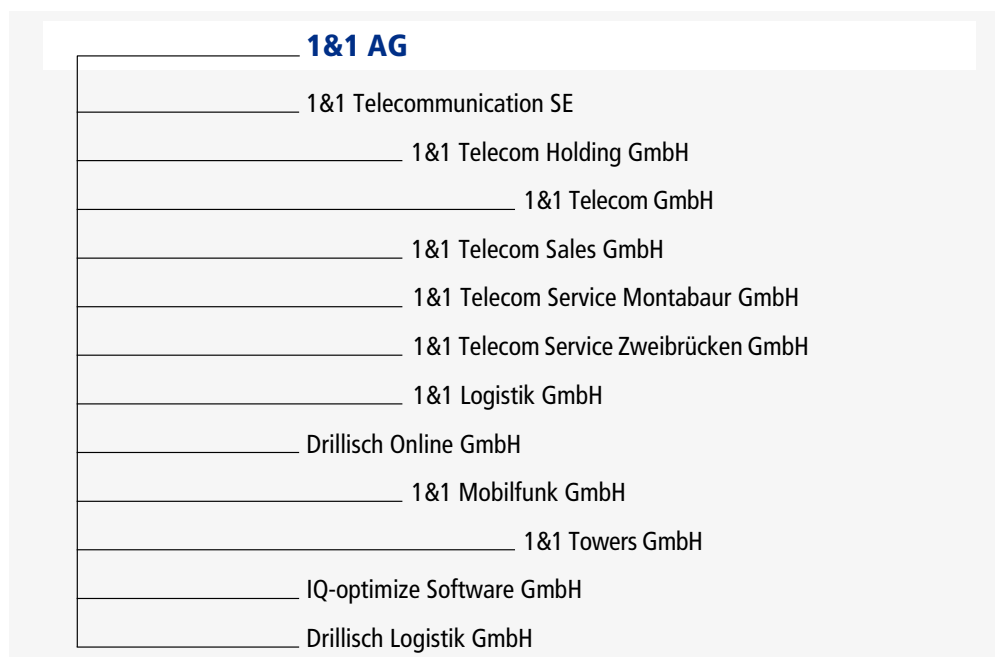 1&1 AG
1&1 Telecommunication SE
1&1 Telecom Holding GmbH
1&1 Telecom GmbH
1&1 Telecom Sales GmbH
1&1 Telecom Service Montabaur GmbH
1&1 Telecom Service Zweibrücken GmbH
1&1 Logistik GmbH
Drillisch Online GmbH
1&1 Mobilfunk GmbH
1&1 Towers GmbH
IQ-optimize Software GmbH
Drillisch Logistik GmbH